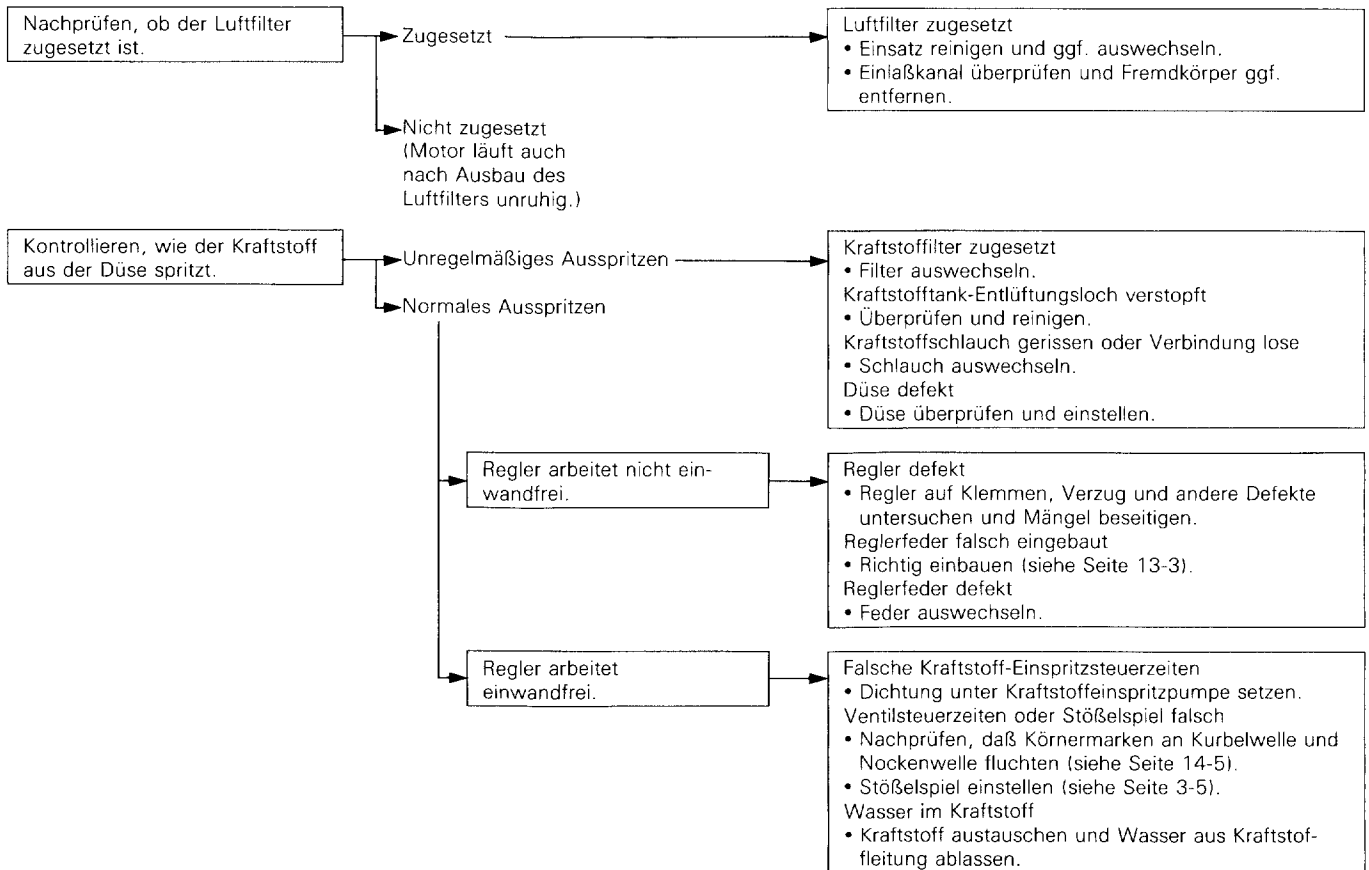 Nachprüfen, ob der Luftfilter
zugesetzt ist.
Zugesetzt
Luftfilter zugesetzt
• Einsatz reinigen und ggf. auswechseln.
• Einlaßkanal überprüfen und Fremdkörper ggf.
entfernen.
Nicht zugesetzt
(Motor läuft auch
nach Ausbau des
Luftfilters unruhig.)
Kontrollieren, wie der Kraftstoff
aus der Düse spritzt.
Unregelmäßiges Ausspritzen
Kraftstoffilter zugesetzt
• Filter auswechseln.
Kraftstofftank-Entlüftungsloch verstopft
• Überprüfen und reinigen.
Kraftstoffschlauch gerissen oder Verbindung lose
• Schlauch auswechseln.
Düse defekt
• Düse überprüfen und einstellen.
Normales Ausspritzen
Regler arbeitet nicht ein-
wandfrei.
Regler defekt
• Regler auf Klemmen, Verzug und andere Defekte
untersuchen und Mängel beseitigen.
Reglerfeder falsch eingebaut
• Richtig einbauen (siehe Seite 13-3).
Reglerfeder defekt
• Feder auswechseln.
Regler arbeitet
einwandfrei.
Falsche Kraftstoff-Einspritzsteuerzeiten
• Dichtung unter Kraftstoffeinspritzpumpe setzen.
Ventilsteuerzeiten oder Stößelspiel falsch
• Nachprüfen, daß Körnermarken an Kurbelwelle und
Nockenwelle fluchten (siehe Seite 14-5).
• Stößelspiel einstellen (siehe Seite 3-5).
Wasser im Kraftstoff
• Kraftstoff austauschen und Wasser aus Kraftstof-
fleitung ablassen.